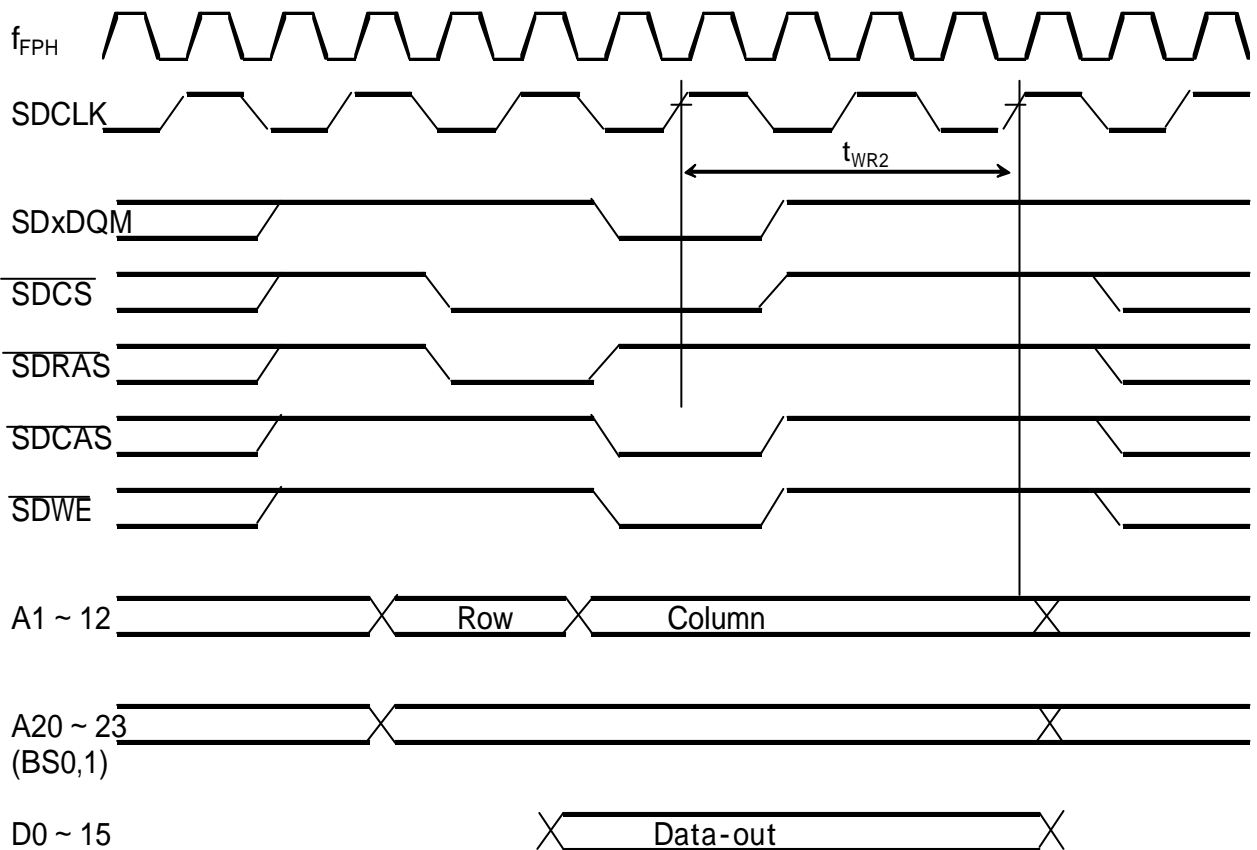 fFPH
SDCLK
tWR2
SDxDQM
SDCS
SDRAS
SDCAS
SDWE
A1 ~ 12 Row Column
A20 ~ 23
(BS0,1)
D0 ~ 15 Data-out